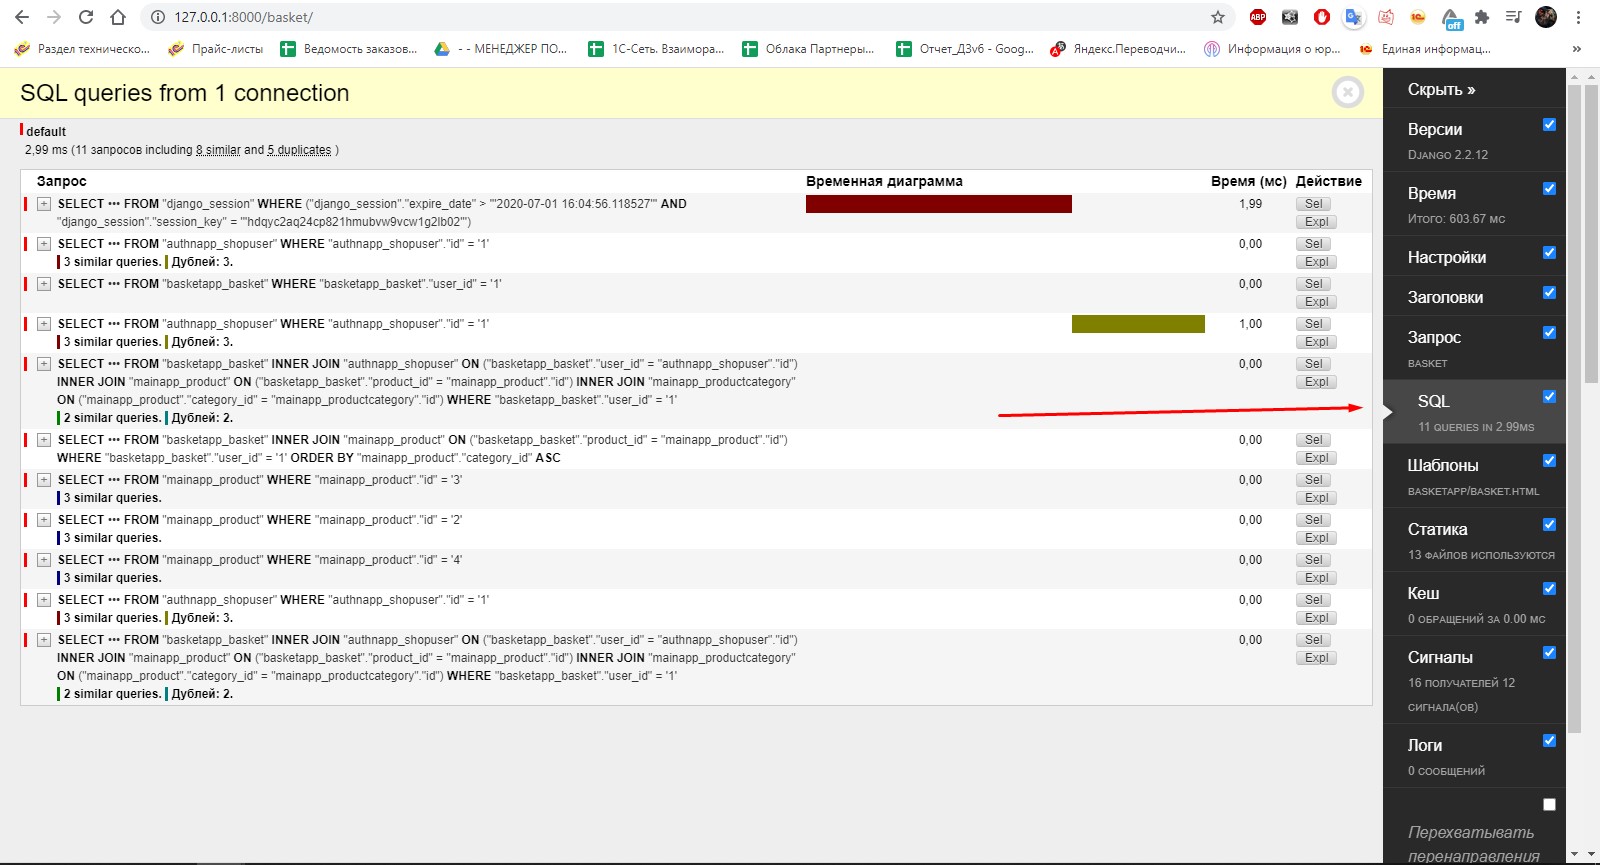 127.0.0.1:8000/basket/
Раздел техническо...
Прайс-листы
Ведомость заказов...
- - МЕНЕДЖЕР ПО...
1С-Сеть. Взаимора...
Облака Партнеры...
Отчет_ДЗv6 - Goog...
Яндекс.Переводчи...
Информация о юр...
Единая информац...
»
ABP
off
SQL queries from 1 connection
default
2,99 ms (11 запросов including 8 similar and 5 duplicates )
Запрос Временная диаграмма Время (мс) Действие
+ SELECT ••• FROM "django_session" WHERE ("django_session"."expire_date" > '"2020-07-01 16:04:56.118527"' AND 1,99 Sel
"django_session"."session_key" = '"hdqyc2aq24cp821hmubvw9vcw1g2lb02"') Expl
+ SELECT ••• FROM "authnapp_shopuser" WHERE "authnapp_shopuser"."id" = '1' 0,00 Sel
3 similar queries. Дублей: 3. Expl
+ SELECT ••• FROM "basketapp_basket" WHERE "basketapp_basket"."user_id" = '1' 0,00 Sel
Expl
+ SELECT ••• FROM "authnapp_shopuser" WHERE "authnapp_shopuser"."id" = '1' 1,00 Sel
3 similar queries. Дублей: 3. Expl
+ SELECT ••• FROM "basketapp_basket" INNER JOIN "authnapp_shopuser" ON ("basketapp_basket"."user_id" = "authnapp_shopuser"."id") 0,00 Sel
INNER JOIN "mainapp_product" ON ("basketapp_basket"."product_id" = "mainapp_product"."id") INNER JOIN "mainapp_productcategory" Expl
ON ("mainapp_product"."category_id" = "mainapp_productcategory"."id") WHERE "basketapp_basket"."user_id" = '1'
2 similar queries. Дублей: 2.
+ SELECT ••• FROM "basketapp_basket" INNER JOIN "mainapp_product" ON ("basketapp_basket"."product_id" = "mainapp_product"."id") 0,00 Sel
WHERE "basketapp_basket"."user_id" = '1' ORDER BY "mainapp_product"."category_id" ASC Expl
+ SELECT ••• FROM "mainapp_product" WHERE "mainapp_product"."id" = '3' 0,00 Sel
3 similar queries. Expl
+ SELECT ••• FROM "mainapp_product" WHERE "mainapp_product"."id" = '2' 0,00 Sel
3 similar queries. Expl
+ SELECT ••• FROM "mainapp_product" WHERE "mainapp_product"."id" = '4' 0,00 Sel
3 similar queries. Expl
+ SELECT ••• FROM "authnapp_shopuser" WHERE "authnapp_shopuser"."id" = '1' 0,00 Sel
3 similar queries. Дублей: 3. Expl
+ SELECT ••• FROM "basketapp_basket" INNER JOIN "authnapp_shopuser" ON ("basketapp_basket"."user_id" = "authnapp_shopuser"."id") 0,00 Sel
INNER JOIN "mainapp_product" ON ("basketapp_basket"."product_id" = "mainapp_product"."id") INNER JOIN "mainapp_productcategory" Expl
ON ("mainapp_product"."category_id" = "mainapp_productcategory"."id") WHERE "basketapp_basket"."user_id" = '1'
2 similar queries. Дублей: 2.
Скрыть »
Версии
Django 2.2.12
Время
Итого: 603.67 мс
Настройки
Заголовки
Запрос
basket
SQL
11 queries in 2.99ms
Шаблоны
basketapp/basket.html
Статика
13 файлов используются
Кеш
0 обращений за 0.00 мс
Сигналы
16 получателей 12
сигнала(ов)
Логи
0 сообщений
Перехватывать
перенаправления